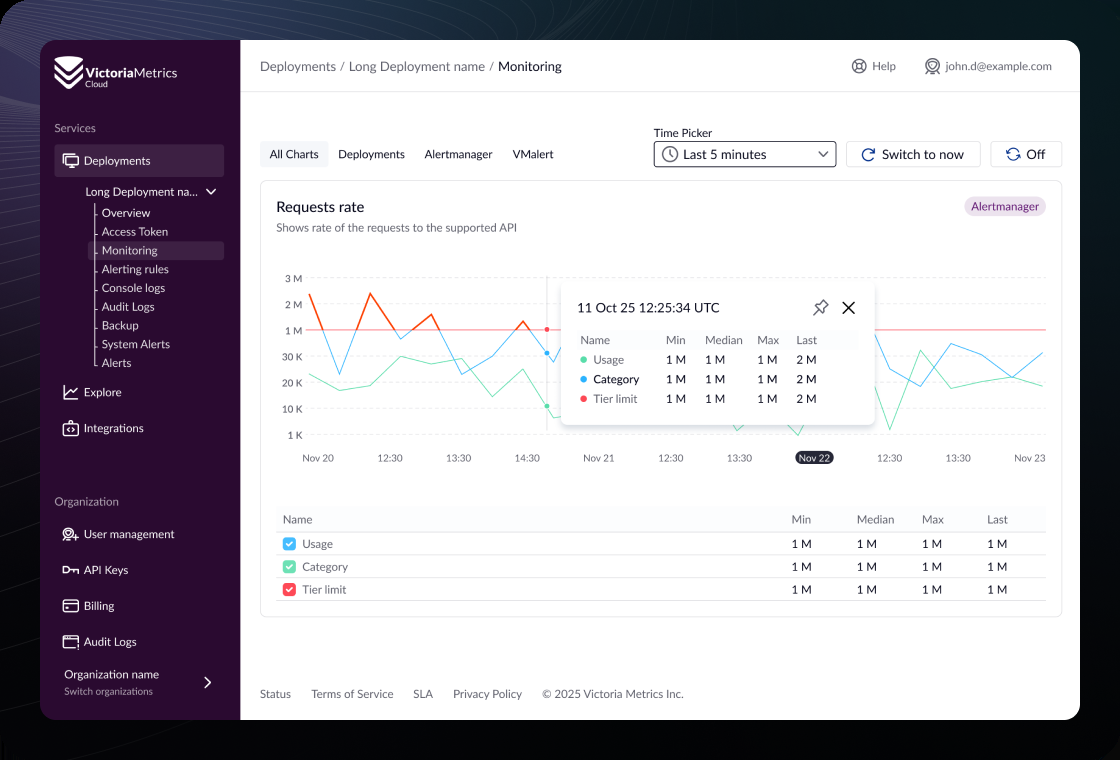 VictoriaMetrics
Cloud
Services
Deployments
Long Deployment na...
Overview
Access Token
Monitoring
Alerting rules
Console logs
Audit Logs
Backup
System Alerts
Alerts
Explore
Integrations
Organization
User management
API Keys
Billing
Audit Logs
Organization name
Switch organizations
Deployments / Long Deployment name / Monitoring
Help
john.d@example.com
All Charts
Deployments
Alertmanager
VMalert
Time Picker
Last 5 minutes
Switch to now
Off
Requests rate
Alertmanager
Shows rate of the requests to the supported API
3 M
2 M
1 M
30 K
20 K
10 K
1 K
Nov 20 12:30 13:30 14:30 Nov 21 12:30 13:30 Nov 22 12:30 13:30 Nov 23
11 Oct 25 12:25:34 UTC
Name Min Median Max Last
Usage 1 M 1 M 1 M 2 M
Category 1 M 1 M 1 M 2 M
Tier limit 1 M 1 M 1 M 2 M
Name Min Median Max Last
Usage 1 M 1 M 1 M 1 M
Category 1 M 1 M 1 M 1 M
Tier limit 1 M 1 M 1 M 1 M
Status Terms of Service SLA Privacy Policy © 2025 Victoria Metrics Inc.